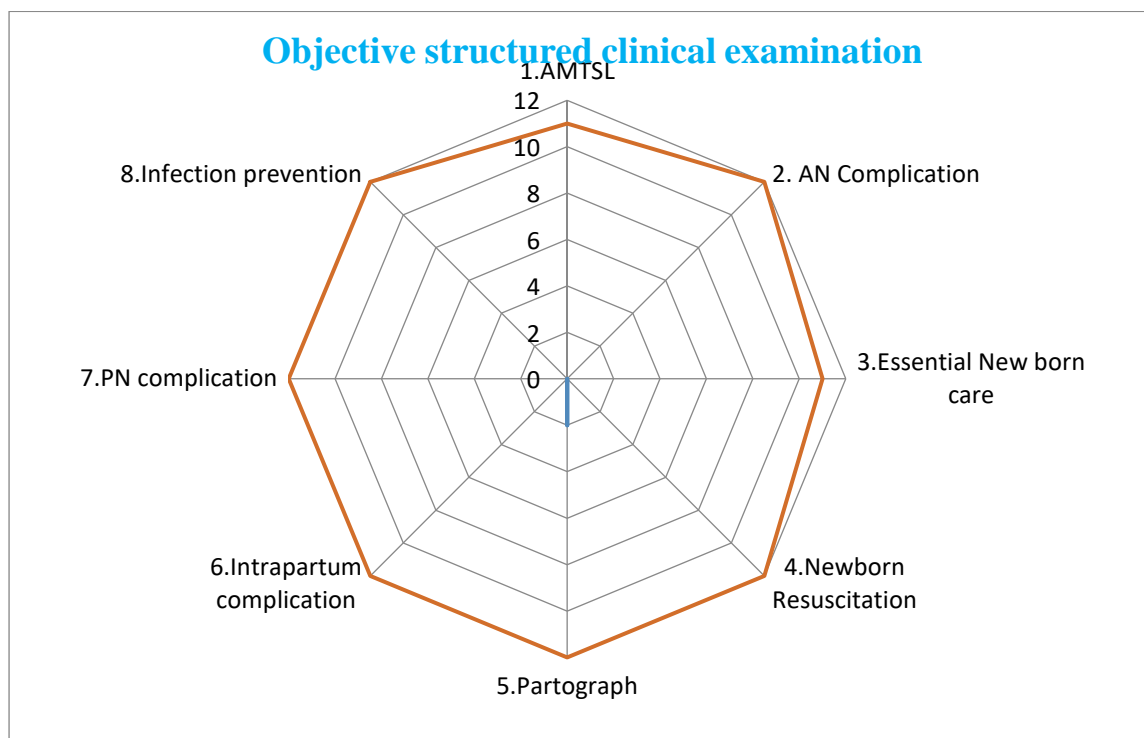 Objective structured clinical examination
1.AMTSL
12
10
8
6
4
2
0
2. AN Complication
3.Essential New born
care
4.Newborn
Resuscitation
5.Partograph
6.Intrapartum
complication
7.PN complication
8.Infection prevention